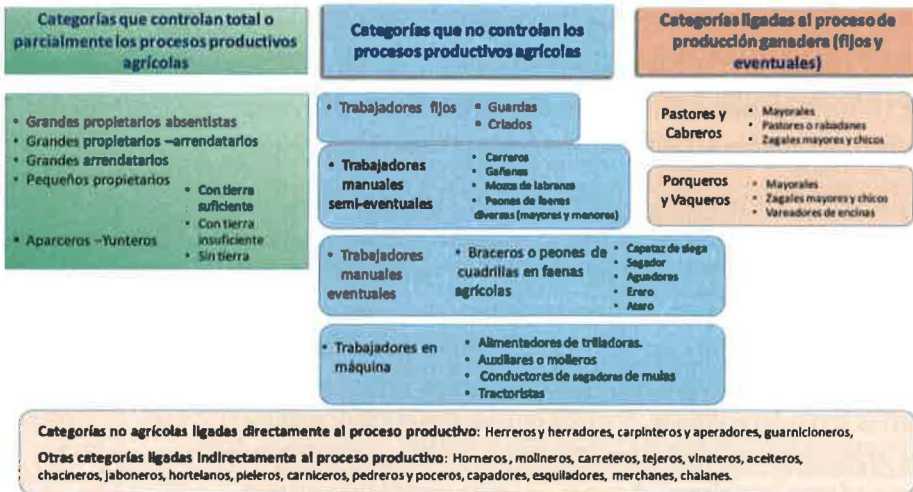 Categorías que controlan total o
parcialmente los procesos productivos
agrícolas
Categorías que no controlan los
procesos productivos agrícolas
Categorías ligadas al proceso de
producción ganadera (fijos y
eventuales)
• Grandes propietarios absentistas
• Grandes propietarios –arrendatarios
• Grandes arrendatarios
• Pequeños propietarios
• Con tierra
suficiente
• Con tierra
insuficiente
• Sin tierra
• Aparceros –Yunteros
• Trabajadores fijos
• Guardas
• Criados
• Trabajadores
manuales
semi-eventuales
• Carreros
• Gañanes
• Mozos de labranza
• Peones de faenas
diversas (mayores y menores)
• Trabajadores
manuales
eventuales
• Braceros o peones de
cuadrillas en faenas
agrícolas
• Capataz de siega
• Segador
• Aguadores
• Erero
• Atero
• Trabajadores en
máquina
• Alimentadores de trilladoras.
• Auxiliares o molleros
• Conductores de segadores de mulas
• Tractoristas
Pastores y
Cabreros
• Mayorales
• Pastores o rabadanes
• Zagales mayores y chicos
Porqueros
y Vaqueros
• Mayorales
• Zagales mayores y chicos
• Vareadores de encinas
Categorías no agrícolas ligadas directamente al proceso productivo: Herreros y herradores, carpinteros y aperadores, guarnicioneros,
Otras categorías ligadas indirectamente al proceso productivo: Horneros, molineros, carreteros, tejeros, vinateros, aceiteros,
chacineros, jaboneros, hortelanos, pieleros, carniceros, pedreros y poceros, capadores, esquiladores, merchanes, chalanes.